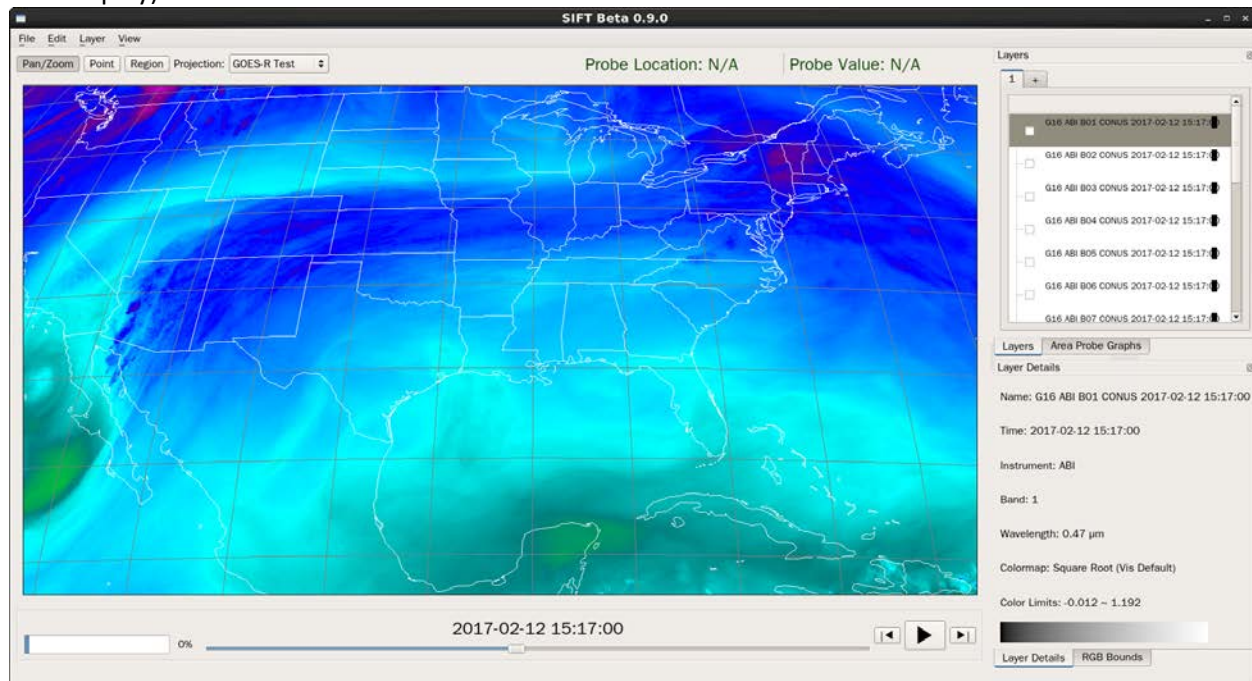 SIFT Beta 0.9.0
File Edit Layer View
Pan/Zoom Point Region Projection: GOES-R Test
Probe Location: N/A Probe Value: N/A
Layers
1 +
G16 ABI B01 CONUS 2017-02-12 15:17:
G16 ABI B02 CONUS 2017-02-12 15:17:
G16 ABI B03 CONUS 2017-02-12 15:17:
G16 ABI B04 CONUS 2017-02-12 15:17:
G16 ABI B05 CONUS 2017-02-12 15:17:
G16 ABI B06 CONUS 2017-02-12 15:17:
G16 ABI B07 CONUS 2017-02-12 15:17:
Layers Area Probe Graphs
Layer Details
Name: G16 ABI B01 CONUS 2017-02-12 15:17:00
Time: 2017-02-12 15:17:00
Instrument: ABI
Band: 1
Wavelength: 0.47 µm
Colormap: Square Root (Vis Default)
Color Limits: -0.012 ~ 1.192
Layer Details RGB Bounds
0%
2017-02-12 15:17:00